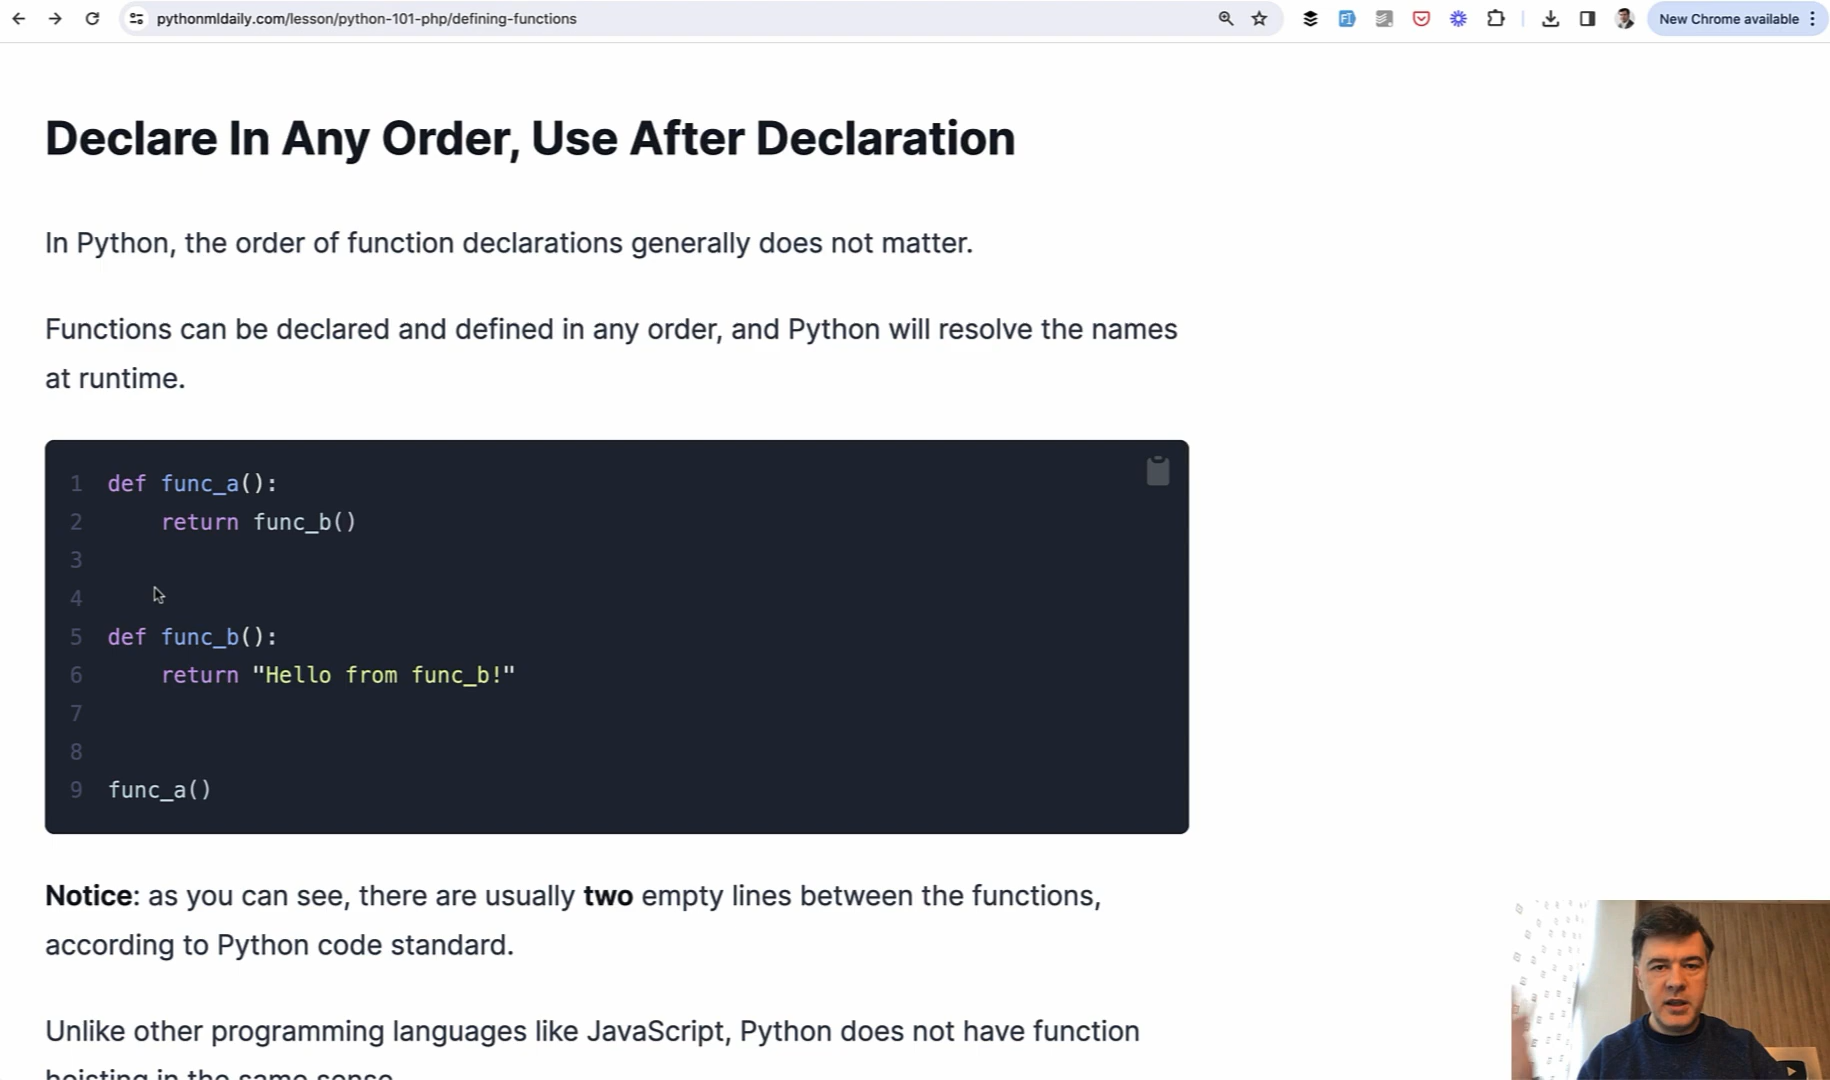 pythonmldaily.com/lesson/python-101-php/defining-functions
New Chrome available
Declare In Any Order, Use After Declaration
In Python, the order of function declarations generally does not matter.
Functions can be declared and defined in any order, and Python will resolve the names
at runtime.
1 def func_a():
2 return func_b()
3
4
5 def func_b():
6 return "Hello from func_b!"
7
8
9 func_a()
Notice: as you can see, there are usually two empty lines between the functions,
according to Python code standard.
Unlike other programming languages like JavaScript, Python does not have function
hoisting in the same sense